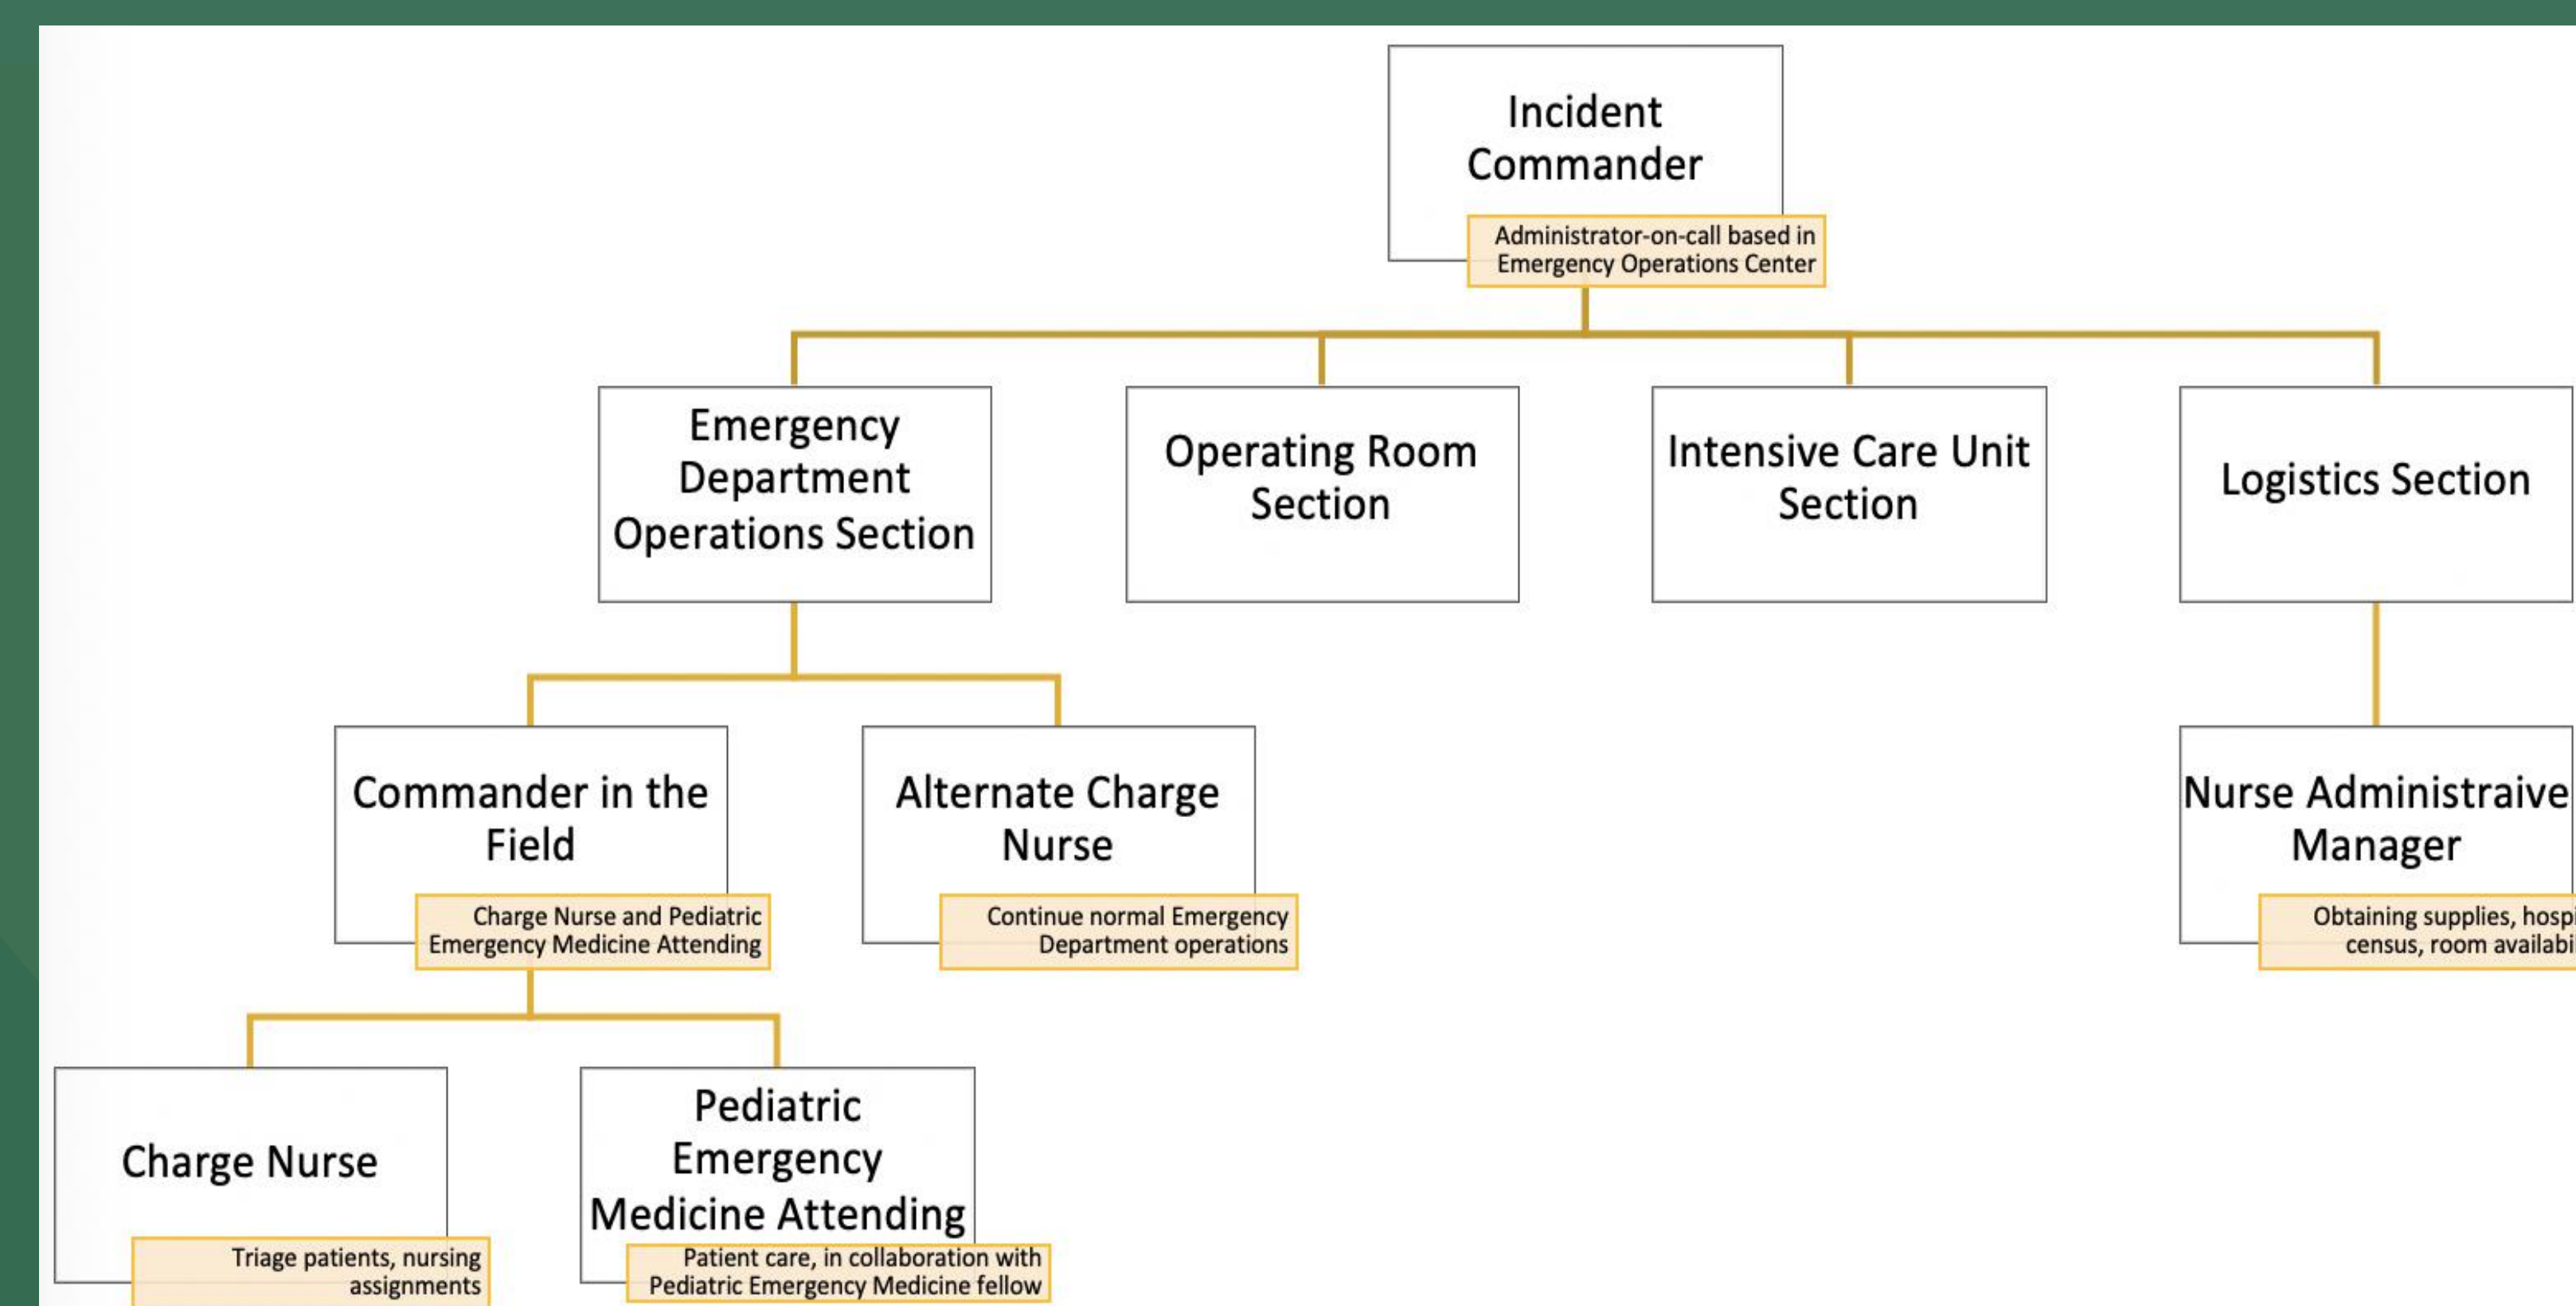 Incident
Commander
Administrator-on-call based in
Emergency Operations Center
Emergency
Department
Operations Section
Operating Room
Section
Intensive Care Unit
Section
Logistics Section
Commander in the
Field
Charge Nurse and Pediatric
Emergency Medicine Attending
Alternate Charge
Nurse
Continue normal Emergency
Department operations
Nurse Administraive
Manager
Obtaining supplies,
census, room
Charge Nurse
Triage patients, nursing
assignments
Pediatric
Emergency
Medicine Attending
Patient care, in collaboration with
Pediatric Emergency Medicine fellow